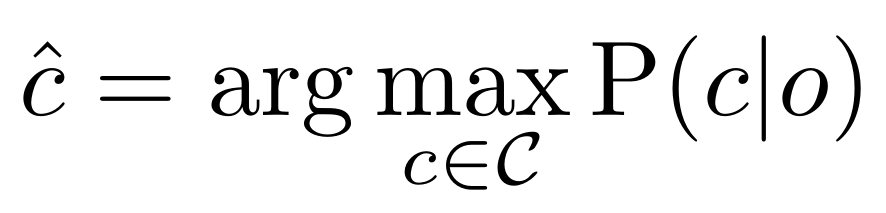 ĉ = arg max P(c|o)
c∈𝒞